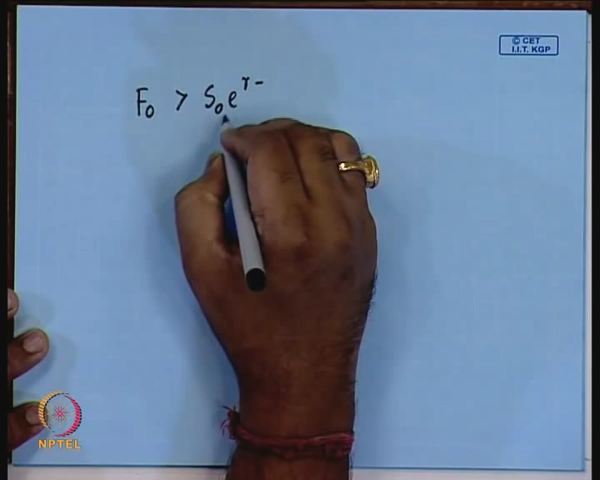 © CET
I.I.T. KGP
F₀ > S₀e^r-
NPTEL